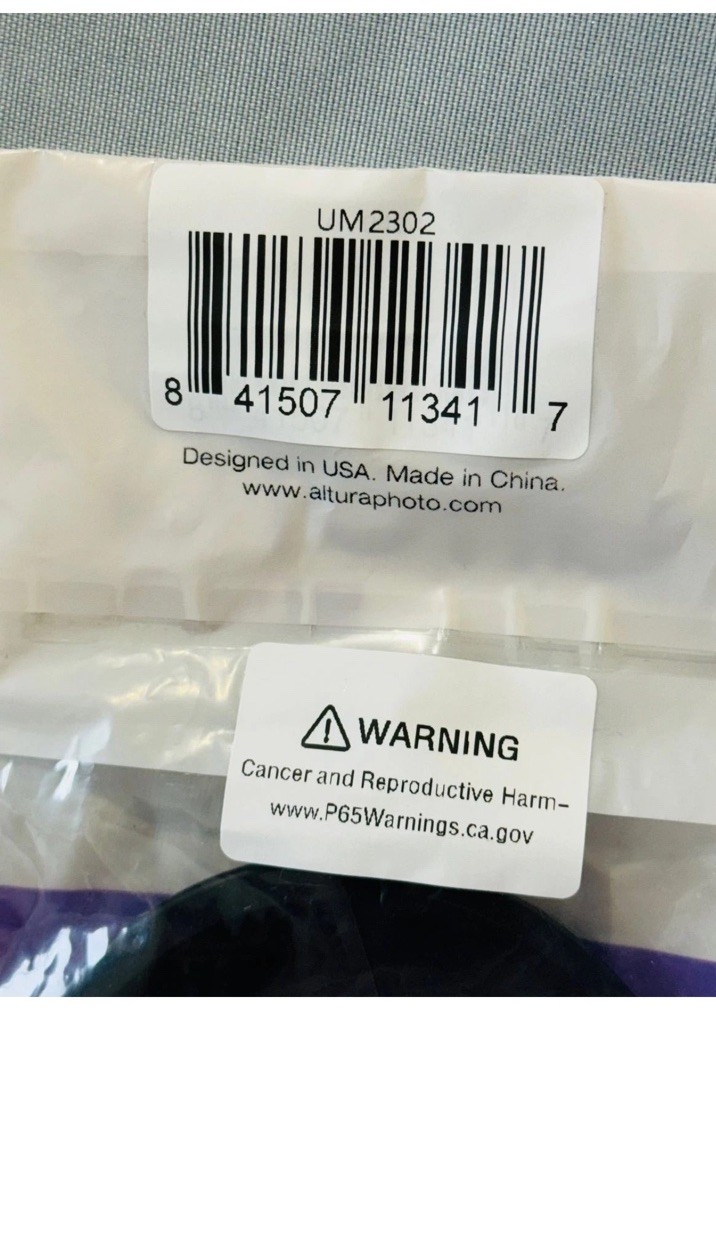 UM2302
8 41507 11341 7
Designed in USA. Made in China.
www.alturaphoto.com
WARNING
Cancer and Reproductive Harm-
www.P65Warnings.ca.gov